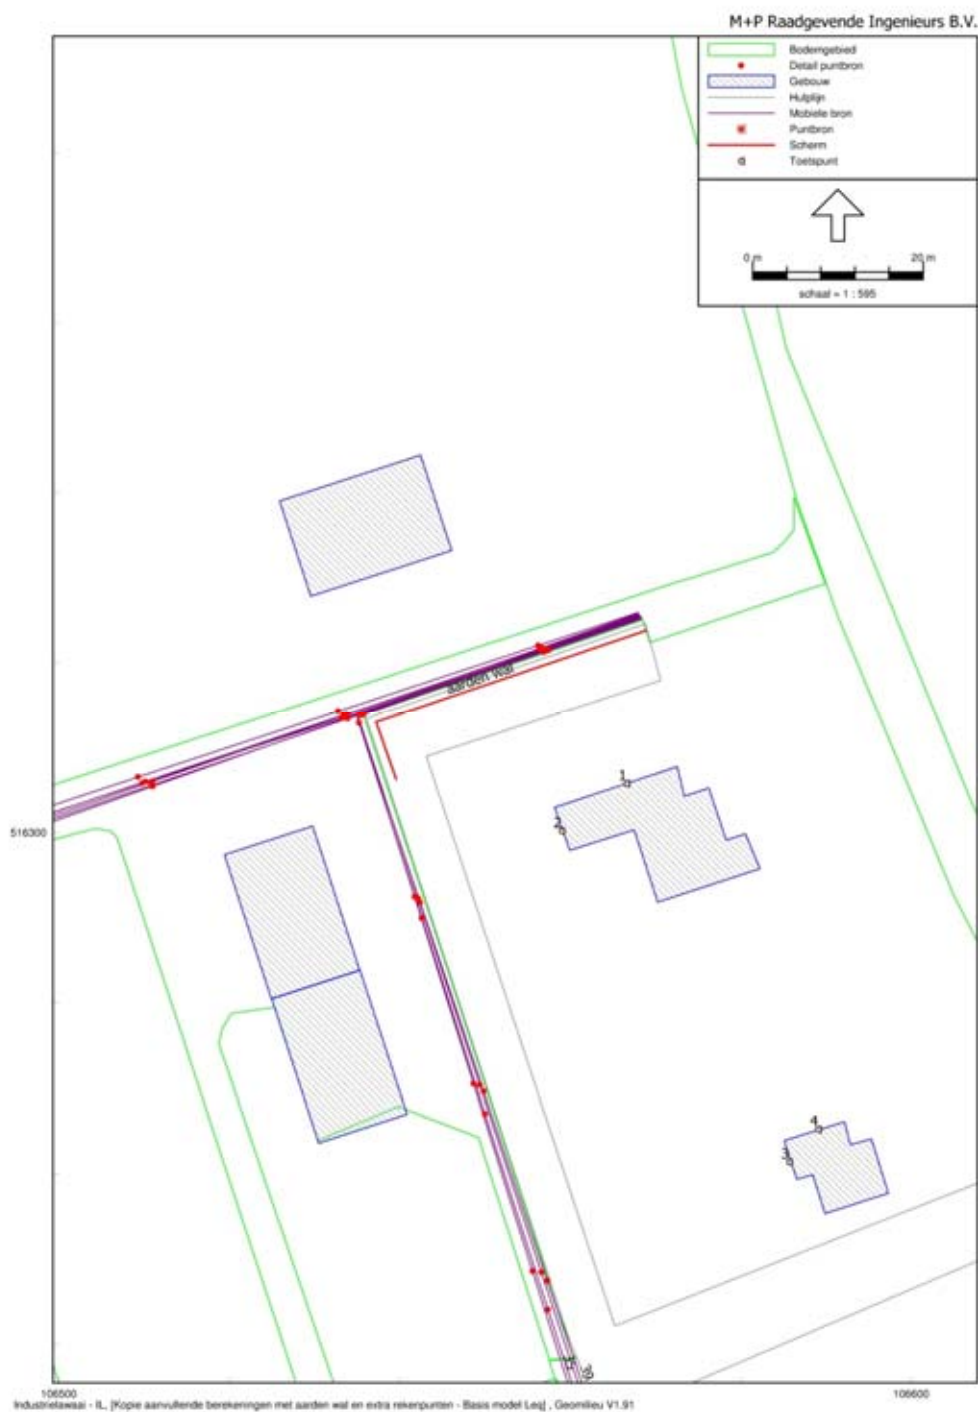 M+P Raadgevende Ingenieurs B.V.
Bodemgebied
Detail puntbron
Gebouw
Hulplijn
Mobiele bron
Puntbron
Scherm
Toetspunt
0 m 20 m
schaal = 1 : 595
aarden wal
1
2
516300
4
3
106500 106600
Industrielawaai - IL, [Kopie aanvullende berekeningen met aarden wal en extra rekenpunten - Basis model Leq] , Geomilieu V1.91